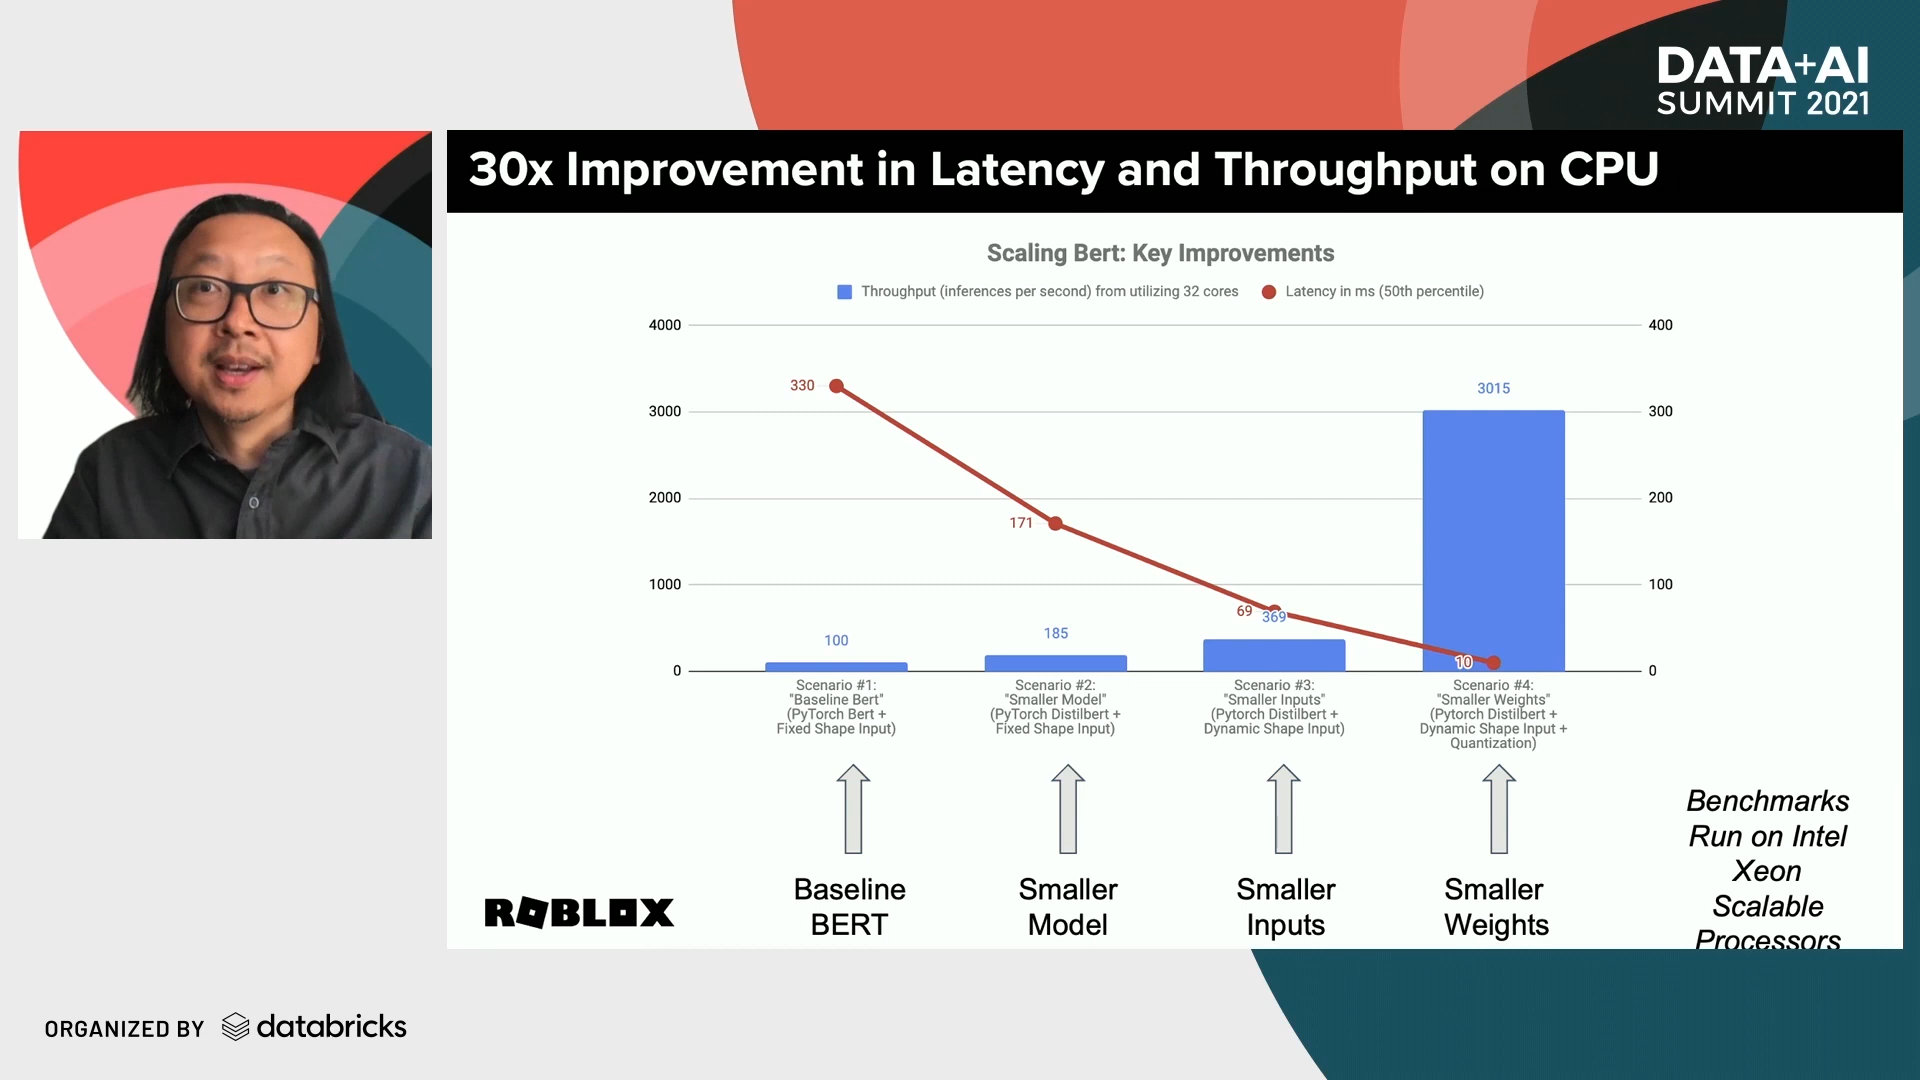 DATA+AI
SUMMIT 2021
30x Improvement in Latency and Throughput on CPU
Scaling Bert: Key Improvements
Throughput (inferences per second) from utilizing 32 cores
Latency in ms (50th percentile)
4000
3000
2000
1000
0
400
300
200
100
0
330
171
69
10
100
185
369
3015
Scenario #1:
"Baseline Bert"
(PyTorch Bert +
Fixed Shape Input)
Scenario #2:
"Smaller Model"
(PyTorch Distilbert +
Fixed Shape Input)
Scenario #3:
"Smaller Inputs"
(Pytorch Distilbert +
Dynamic Shape Input)
Scenario #4:
"Smaller Weights"
(Pytorch Distilbert +
Dynamic Shape Input +
Quantization)
Baseline
BERT
Smaller
Model
Smaller
Inputs
Smaller
Weights
Benchmarks
Run on Intel
Xeon
Scalable
Processors
ROBLOX
ORGANIZED BY databricks